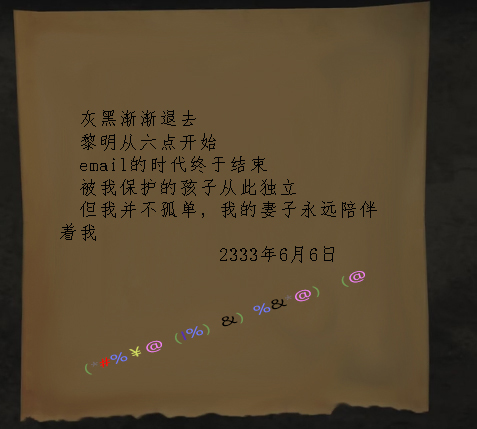 灰黑渐渐退去
黎明从六点开始
email的时代终于结束
被我保护的孩子从此独立
但我并不孤单，我的妻子永远陪伴
着我
2333年6月6日
(*#%¥@ (!%) &) %&*@) (@